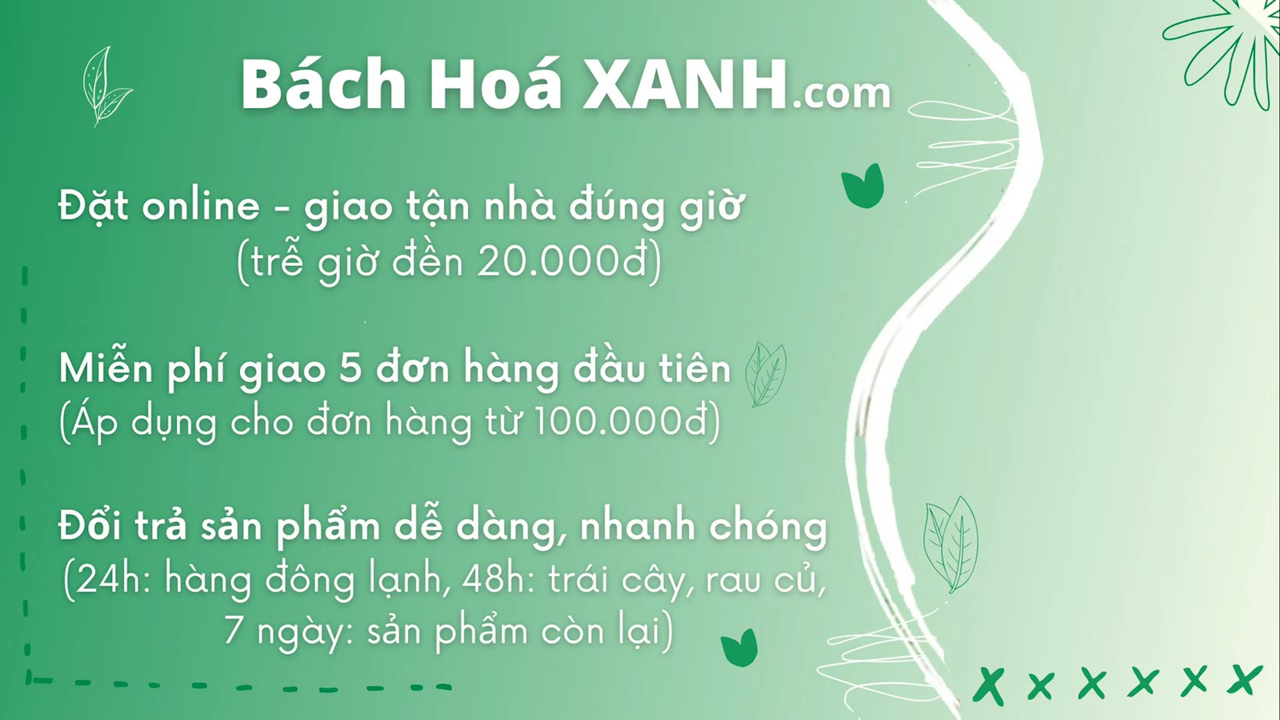 Bách Hoá XANH.com
Đặt online - giao tận nhà đúng giờ
(trễ giờ đền 20.000đ)
Miễn phí giao 5 đơn hàng đầu tiên
(Áp dụng cho đơn hàng từ 100.000đ)
Đổi trả sản phẩm dễ dàng, nhanh chóng
(24h: hàng đông lạnh, 48h: trái cây, rau củ,
7 ngày: sản phẩm còn lại)